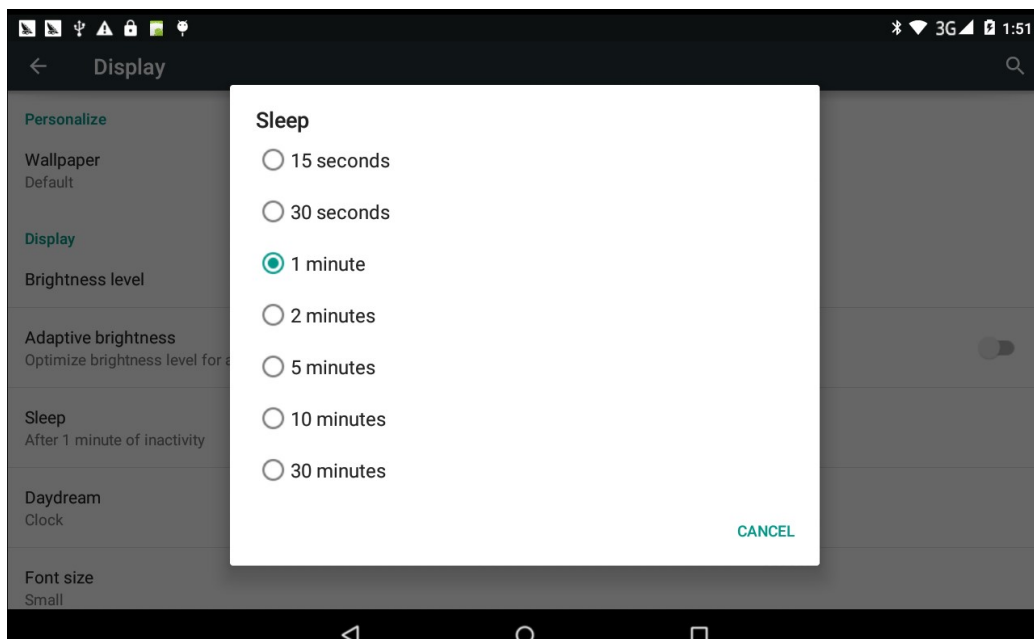 3G 1:51
Display
Personalize
Wallpaper
Default
Display
Brightness level
Adaptive brightness
Optimize brightness level for
Sleep
After 1 minute of inactivity
Daydream
Clock
Font size
Small
Sleep
15 seconds
30 seconds
1 minute
2 minutes
5 minutes
10 minutes
30 minutes
CANCEL